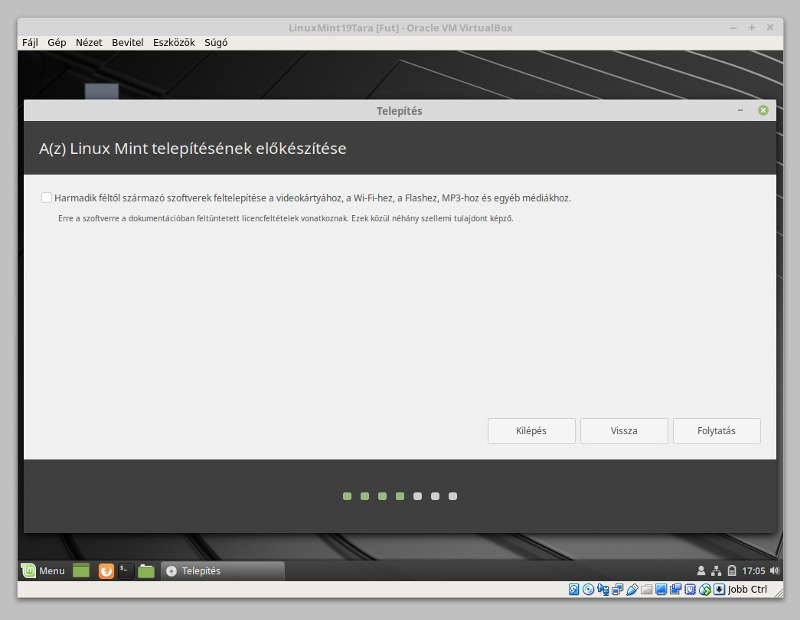 LinuxMint19Tara [Fut] - Oracle VM VirtualBox
Fájl Gép Nézet Bevitel Eszközök Súgó
Telepítés
A(z) Linux Mint telepítésének előkészítése
Harmadik féltől származó szoftverek feltelepítése a videokártyához, a Wi-Fi-hez, a Flashez, MP3-hoz és egyéb médiákhoz.
Erre a szoftverre a dokumentációban feltüntetett licencfeltételek vonatkoznak. Ezek közül néhány szellemi tulajdont képző.
Kilépés Vissza Folytatás
Menu Telepítés 17:05
Jobb Ctrl